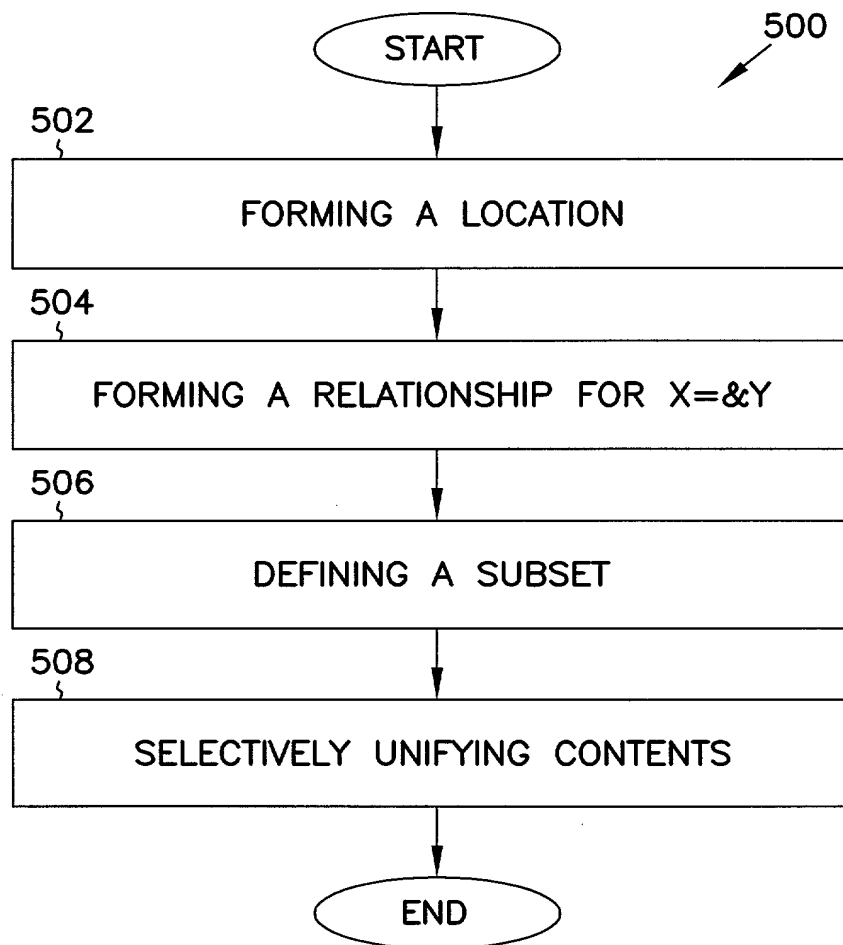 START
500
502
FORMING A LOCATION
504
FORMING A RELATIONSHIP FOR X=&Y
506
DEFINING A SUBSET
508
SELECTIVELY UNIFYING CONTENTS
END